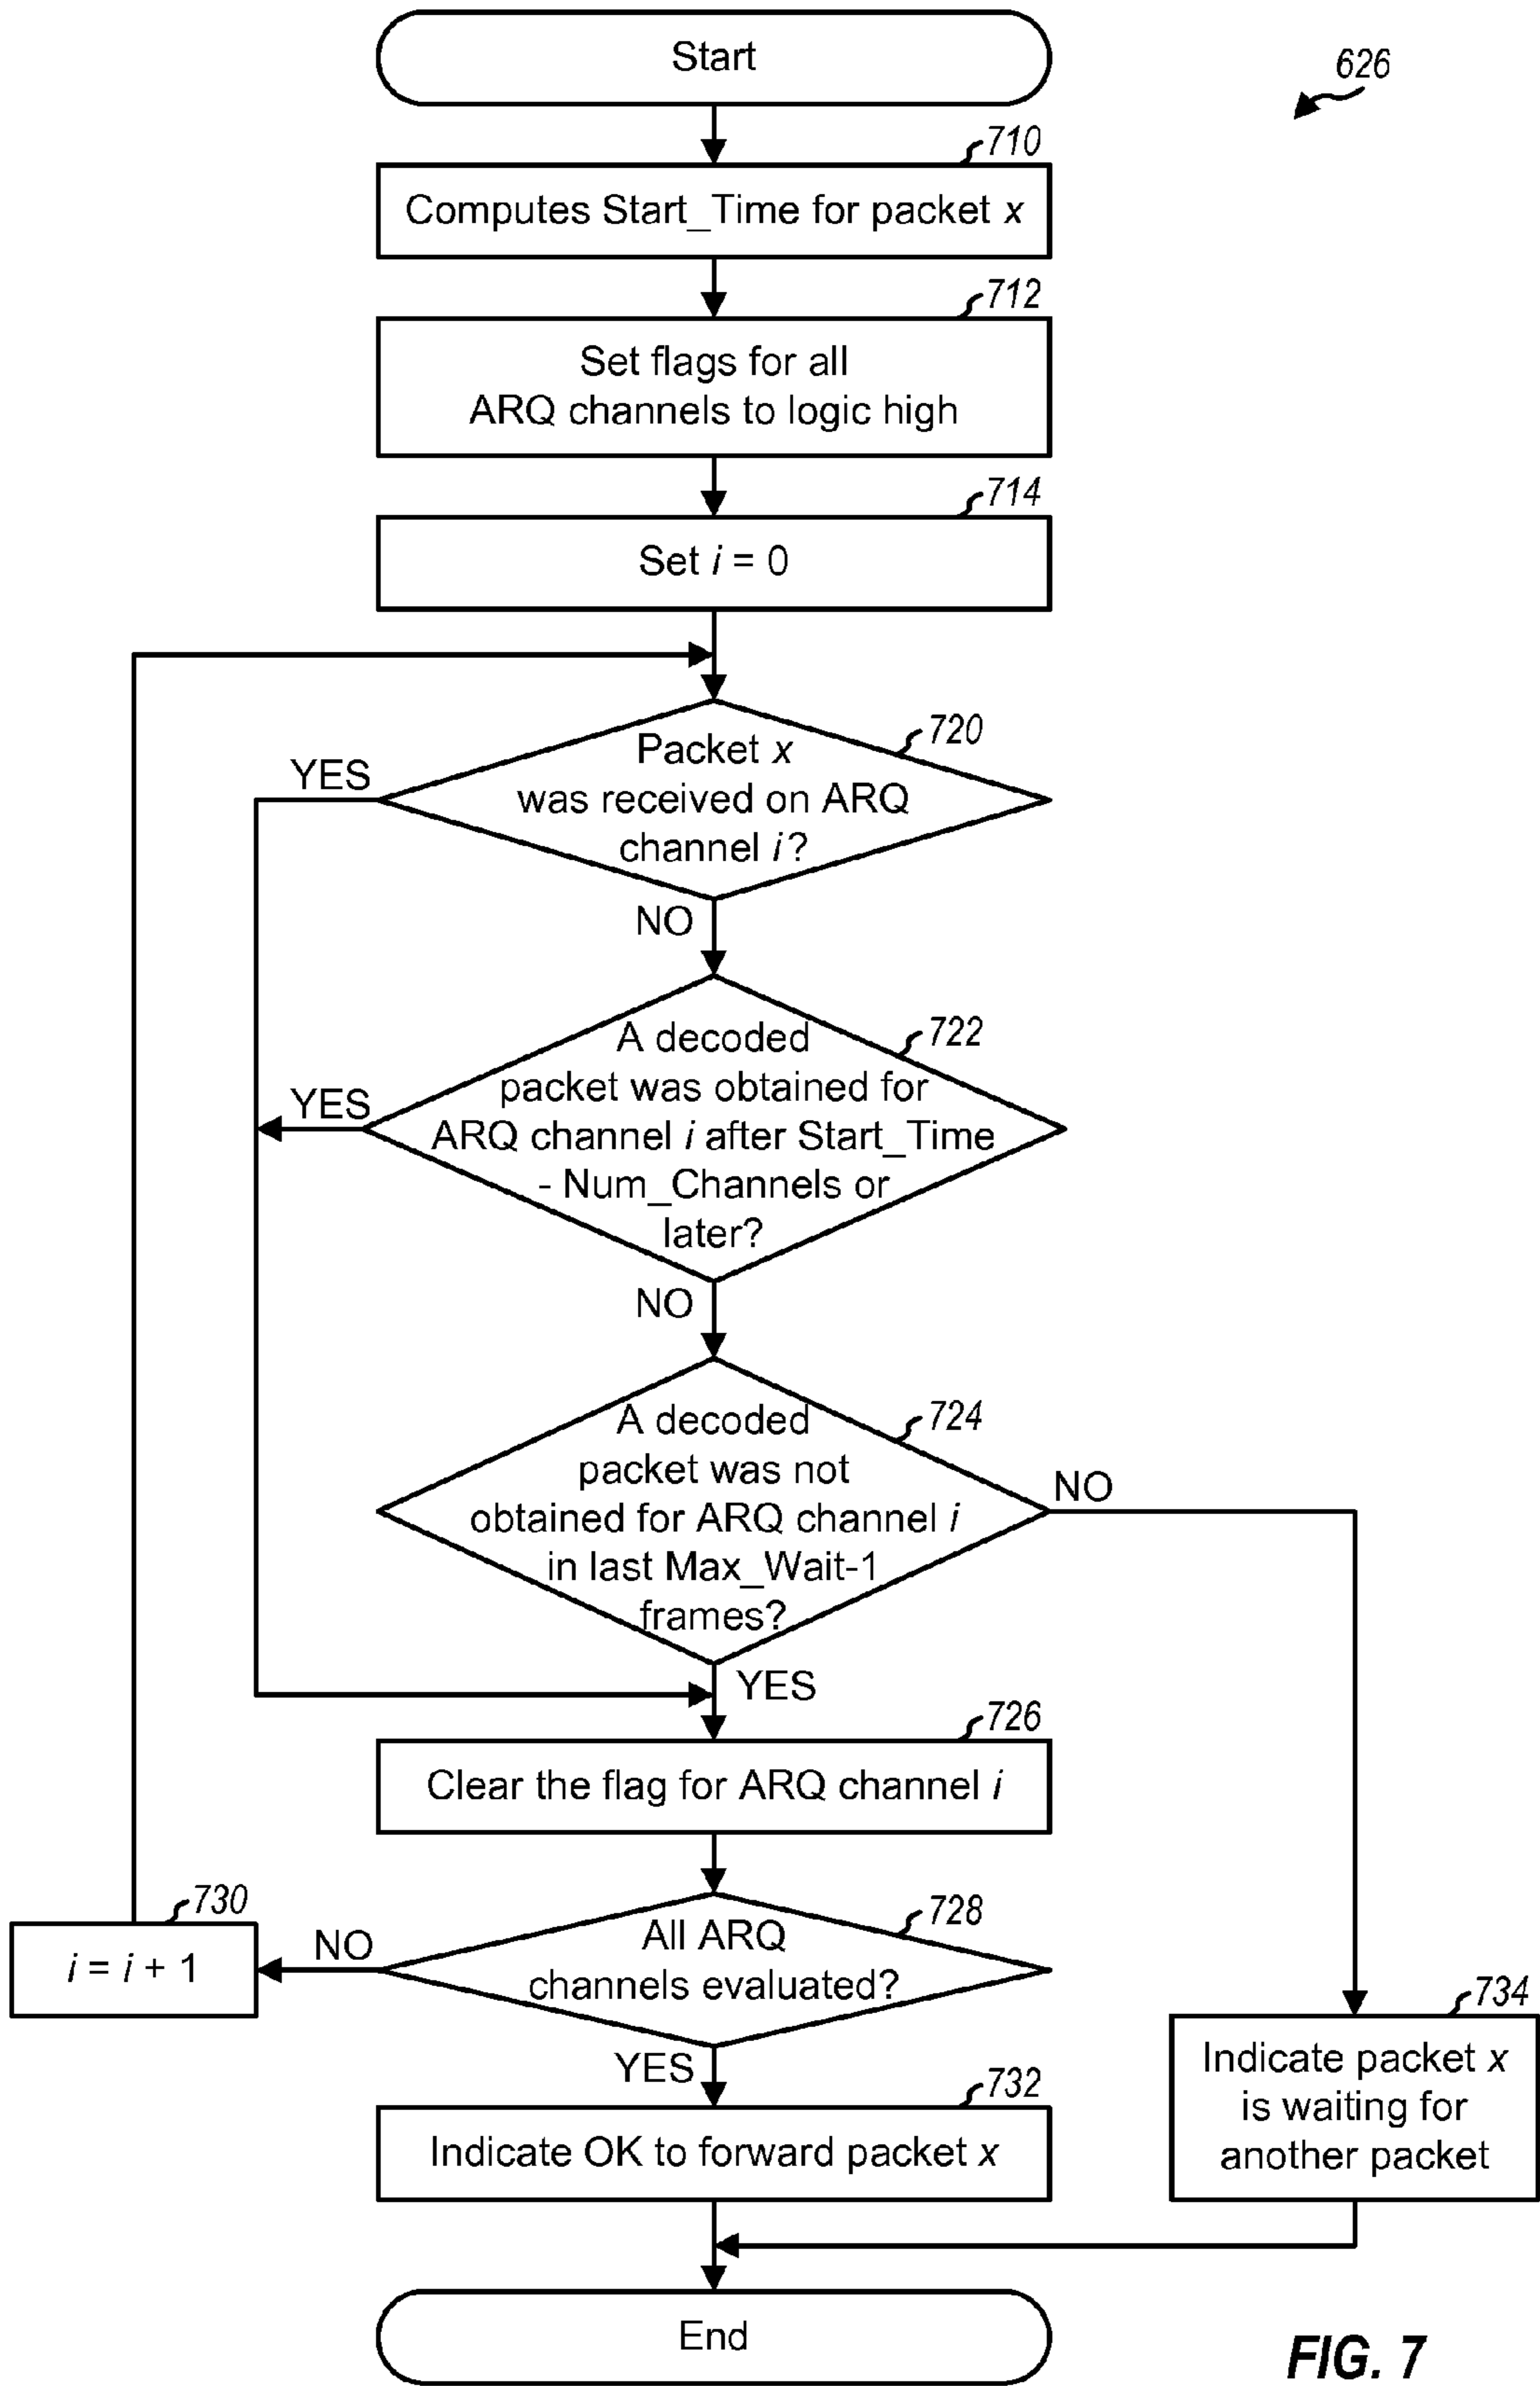 Start
626
710
Computes Start_Time for packet x
712
Set flags for all
ARQ channels to logic high
714
Set i = 0
720
Packet x
was received on ARQ
channel i?
YES
NO
722
A decoded
packet was obtained for
ARQ channel i after Start_Time
- Num_Channels or
later?
YES
NO
724
A decoded
packet was not
obtained for ARQ channel i
in last Max_Wait-1
frames?
NO
YES
726
Clear the flag for ARQ channel i
728
All ARQ
channels evaluated?
NO
730
i = i + 1
YES
732
Indicate OK to forward packet x
734
Indicate packet x
is waiting for
another packet
End
FIG. 7